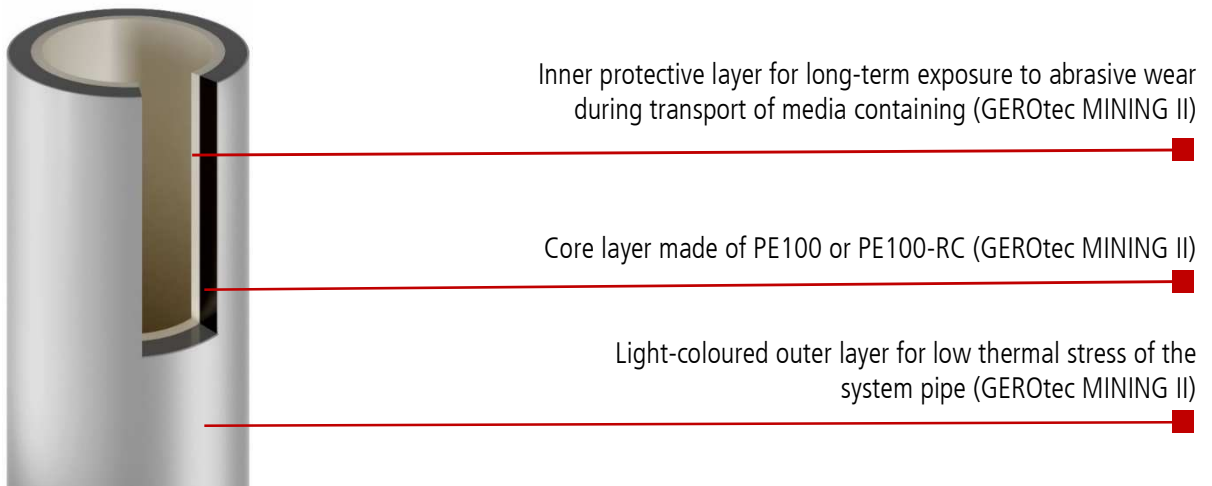 Inner protective layer for long-term exposure to abrasive wear
during transport of media containing (GEROtec MINING II)
Core layer made of PE100 or PE100-RC (GEROtec MINING II)
Light-coloured outer layer for low thermal stress of the
system pipe (GEROtec MINING II)